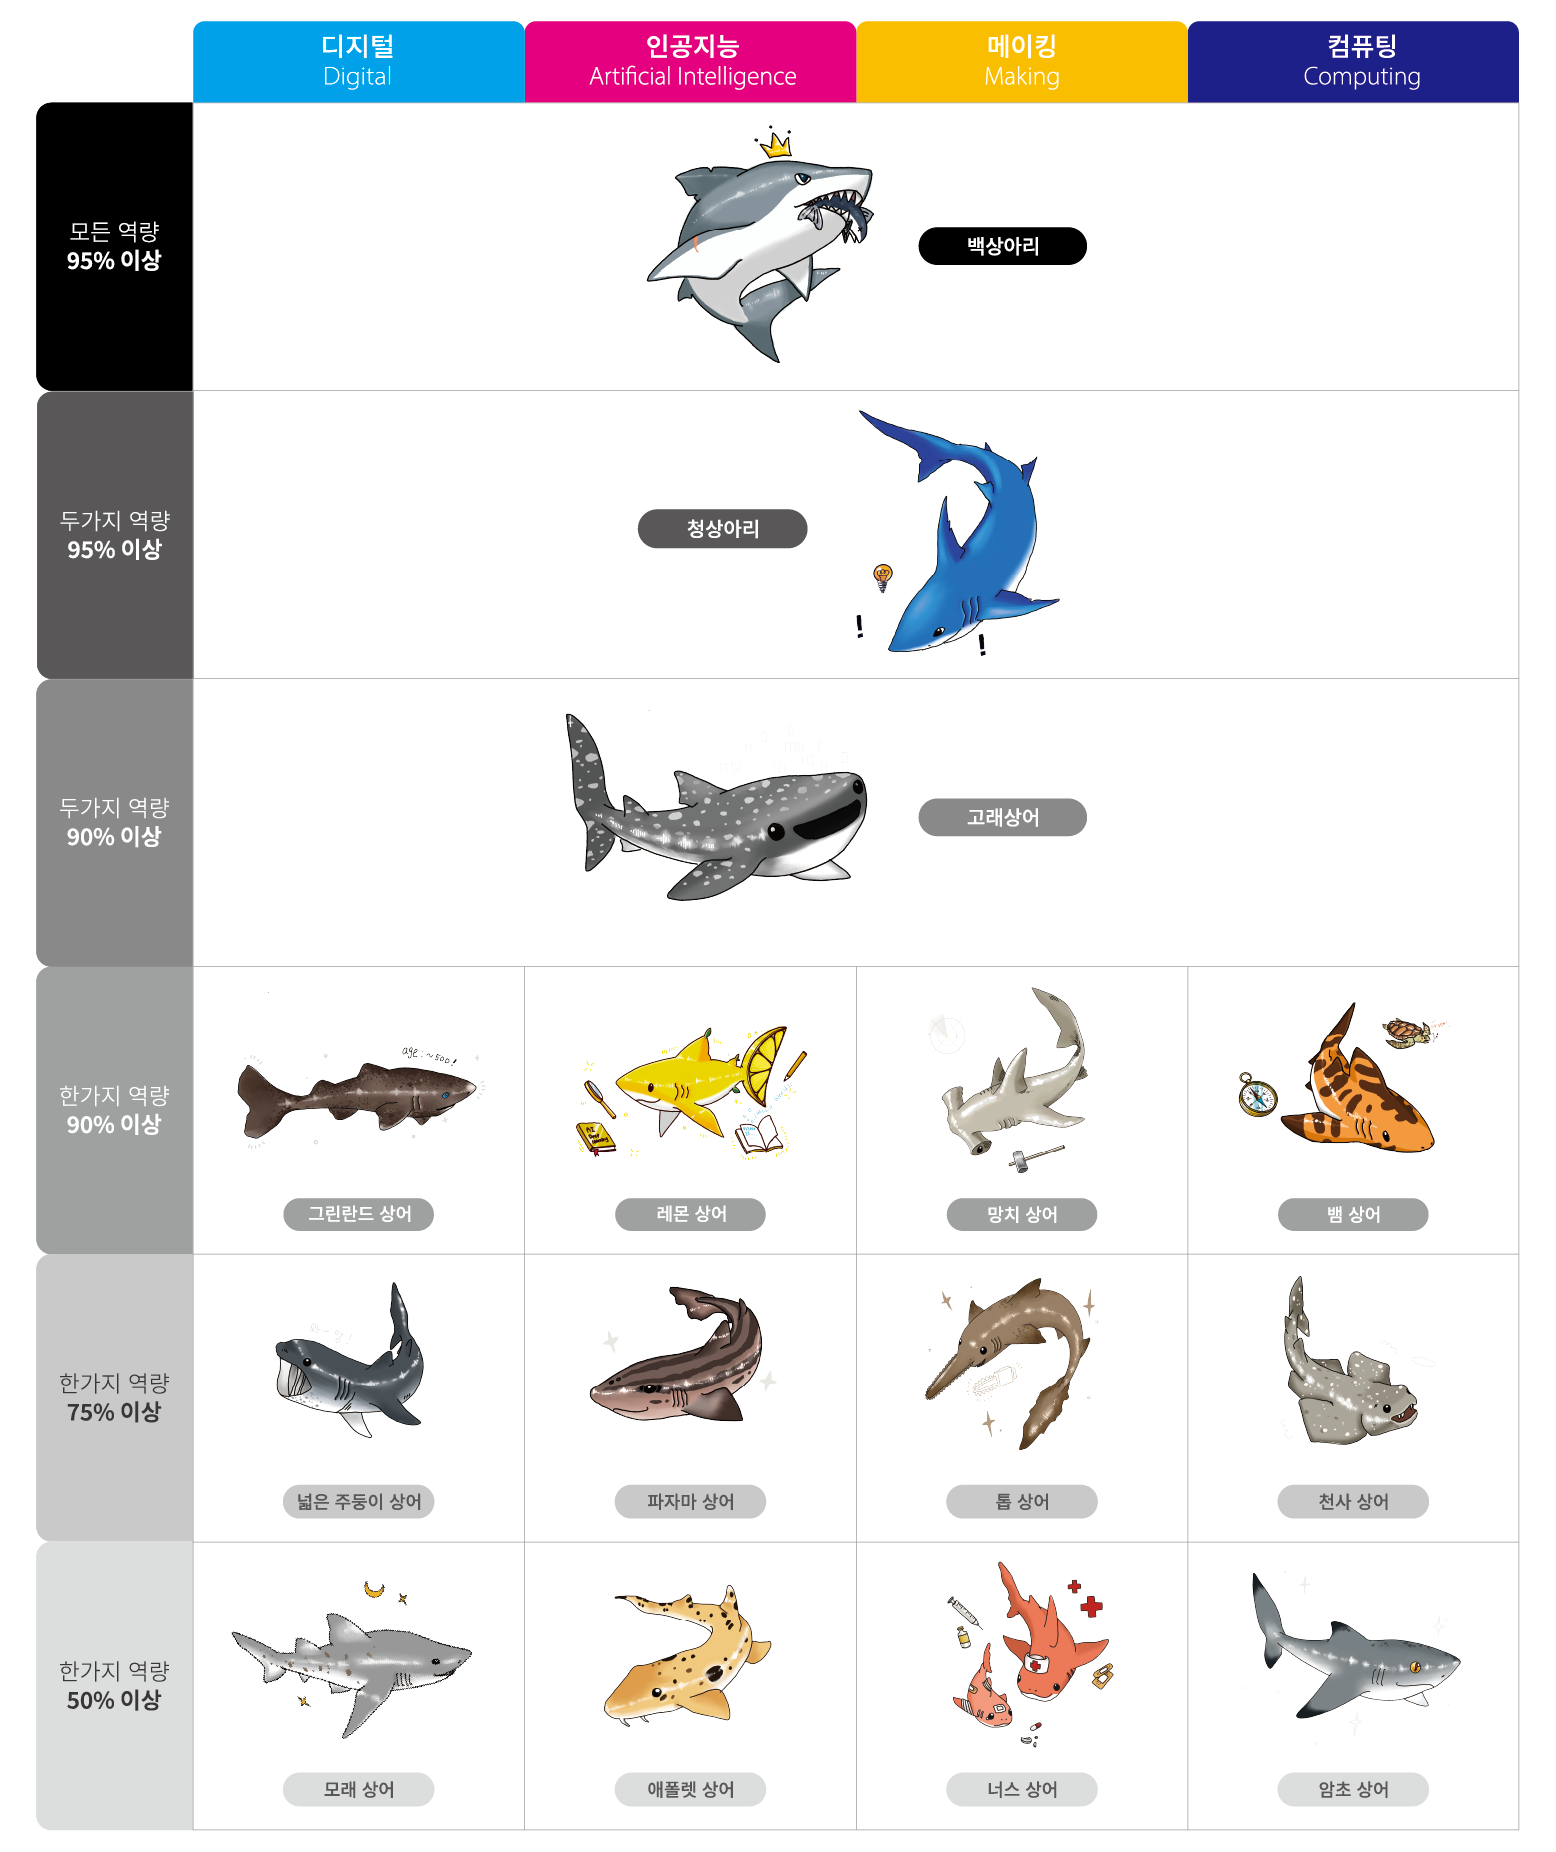 디지털
Digital
인공지능
Artificial Intelligence
메이킹
Making
컴퓨팅
Computing
모든 역량
95% 이상
백상아리
두가지 역량
95% 이상
청상아리
!
!
두가지 역량
90% 이상
고래상어
한가지 역량
90% 이상
age : ~500!
AI
Deep
그린란드 상어
레몬 상어
망치 상어
뱀 상어
한가지 역량
75% 이상
넓은 주둥이 상어
파자마 상어
톱 상어
천사 상어
한가지 역량
50% 이상
모래 상어
애폴렛 상어
너스 상어
암초 상어